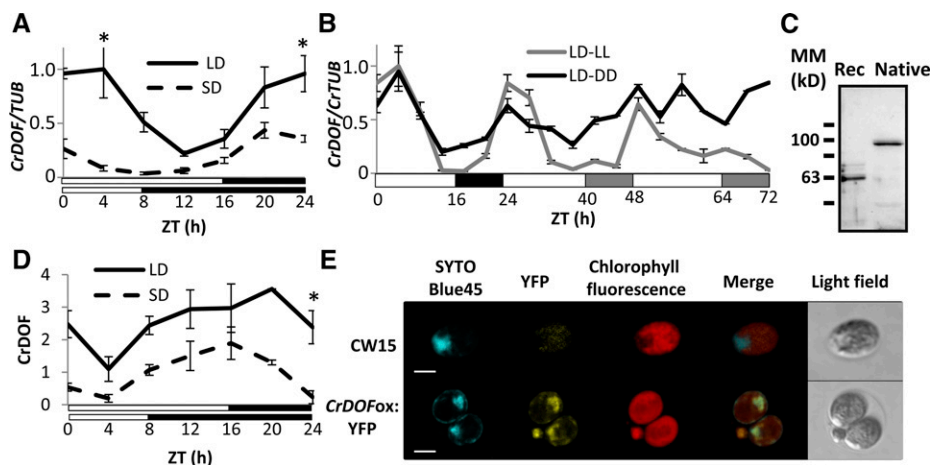 A
*
LD
SD
*
CrDOF/TUB
1.0
0.5
0
0 4 8 12 16 20 24
ZT (h)
B
LD-LL
LD-DD
CrDOF/CrTUB
1.0
0.5
0
0 16 24 40 48 64 72
ZT (h)
C
MM (kD) Rec Native
100
63
D
LD
SD
*
CrDOF
4
3
2
1
0
0 4 8 12 16 20 24
ZT (h)
E
SYTO Blue45 YFP Chlorophyll fluorescence Merge Light field
CW15
CrDOFox: YFP